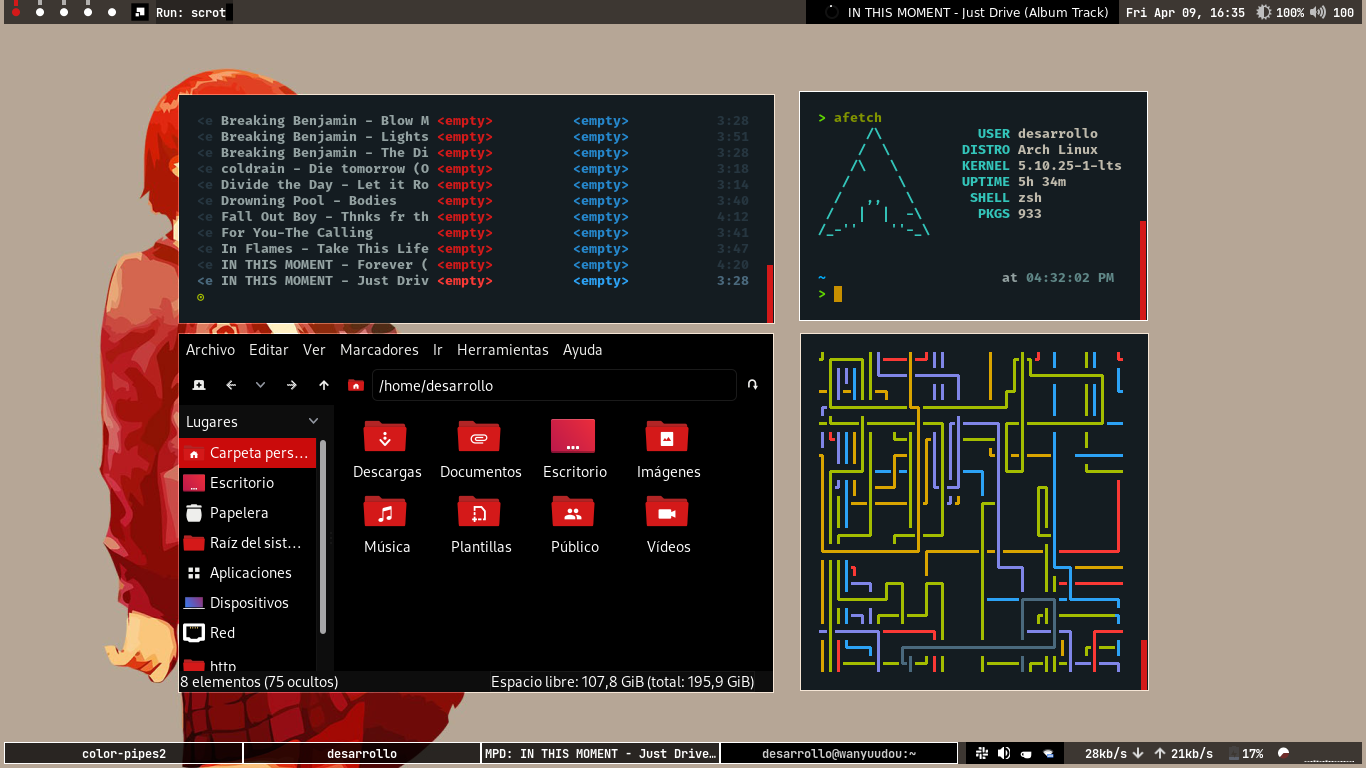 Run: scrot
IN THIS MOMENT - Just Drive (Album Track)
Fri Apr 09, 16:35 100% 100
<e Breaking Benjamin - Blow M <empty> <empty> 3:28
<e Breaking Benjamin - Lights <empty> <empty> 3:51
<e Breaking Benjamin - The Di <empty> <empty> 3:28
<e coldrain - Die tomorrow (O <empty> <empty> 3:18
<e Divide the Day - Let it Ro <empty> <empty> 3:14
<e Drowning Pool - Bodies <empty> <empty> 3:40
<e Fall Out Boy - Thnks fr th <empty> <empty> 4:12
<e For You-The Calling <empty> <empty> 3:41
<e In Flames - Take This Life <empty> <empty> 3:47
<e IN THIS MOMENT - Forever ( <empty> <empty> 4:20
<e IN THIS MOMENT - Just Driv <empty> <empty> 3:28
> afetch
USER desarrollo
DISTRO Arch Linux
KERNEL 5.10.25-1-lts
UPTIME 5h 34m
SHELL zsh
PKGS 933
~ at 04:32:02 PM
>
Archivo Editar Ver Marcadores Ir Herramientas Ayuda
/home/desarrollo
Lugares
Carpeta pers...
Escritorio
Papelera
Raíz del sist...
Aplicaciones
Dispositivos
Red
http
Descargas Documentos Escritorio Imágenes
Música Plantillas Público Vídeos
8 elementos (75 ocultos) Espacio libre: 107,8 GiB (total: 195,9 GiB)
color-pipes2
desarrollo
MPD: IN THIS MOMENT - Just Drive…
desarrollo@wanyuudou:~
28kb/s 21kb/s 17%